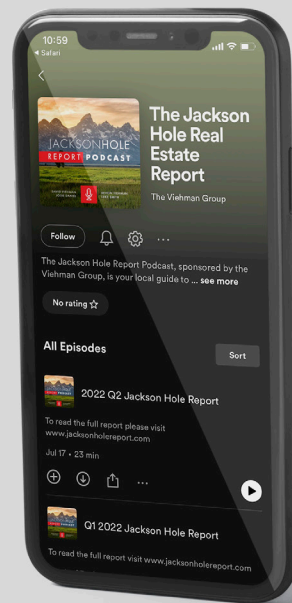 10:59
Safari
JACKSONHOLE
REPORT PODCAST
The Jackson
Hole Real
Estate
Report
The Viehman Group
Follow
The Jackson Hole Report Podcast, sponsored by the
Viehman Group, is your local guide to ... see more
No rating
All Episodes
Sort
2022 Q2 Jackson Hole Report
To read the full report please visit
www.jacksonholereport.com
Jul 17 • 23 min
Q1 2022 Jackson Hole Report
To read the full report visit www.jacksonholereport.com